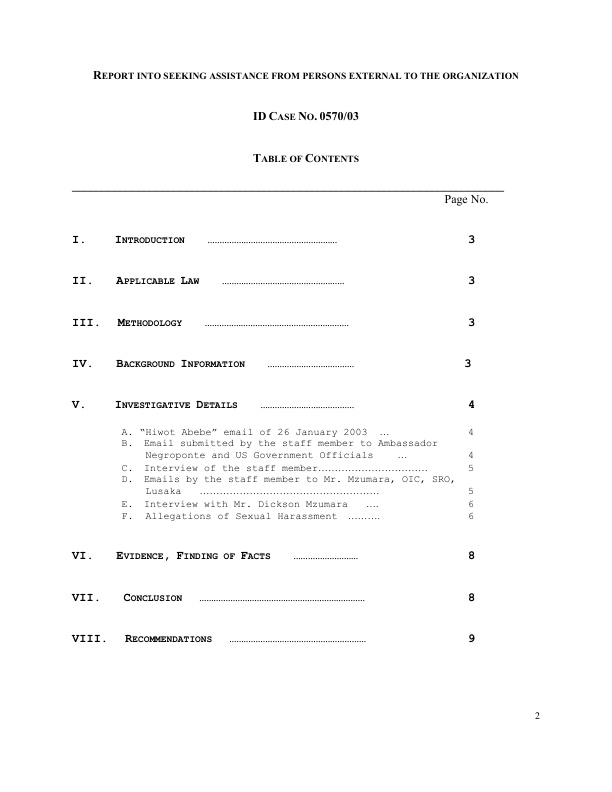 REPORT INTO SEEKING ASSISTANCE FROM PERSONS EXTERNAL TO THE ORGANIZATION
ID CASE NO. 0570/03
TABLE OF CONTENTS
Page No.
I. INTRODUCTION ................................................ 3
II. APPLICABLE LAW ............................................. 3
III. METHODOLOGY ..................................................... 3
IV. BACKGROUND INFORMATION ................................ 3
V. INVESTIGATIVE DETAILS ................................... 4
A. “Hiwot Abebe” email of 26 January 2003 ... 4
B. Email submitted by the staff member to Ambassador
Negroponte and US Government Officials ... 4
C. Interview of the staff member................................ 5
D. Emails by the staff member to Mr. Mzumara, OIC, SRO,
Lusaka ..................................................... 5
E. Interview with Mr. Dickson Mzumara .... 6
F. Allegations of Sexual Harassment ......... 6
VI. EVIDENCE, FINDING OF FACTS ........................ 8
VII. CONCLUSION ............................................................. 8
VIII. RECOMMENDATIONS .................................................. 9
2